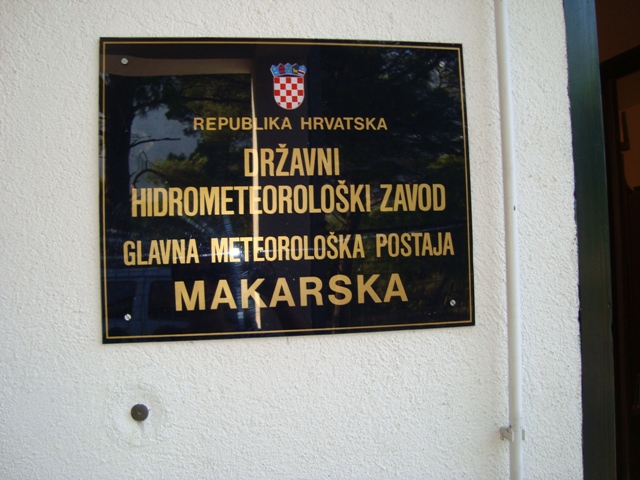 REPUBLIKA HRVATSKA
DRŽAVNI
HIDROMETEOROLOŠKI ZAVOD
GLAVNA METEOROLOŠKA POSTAJA
MAKARSKA